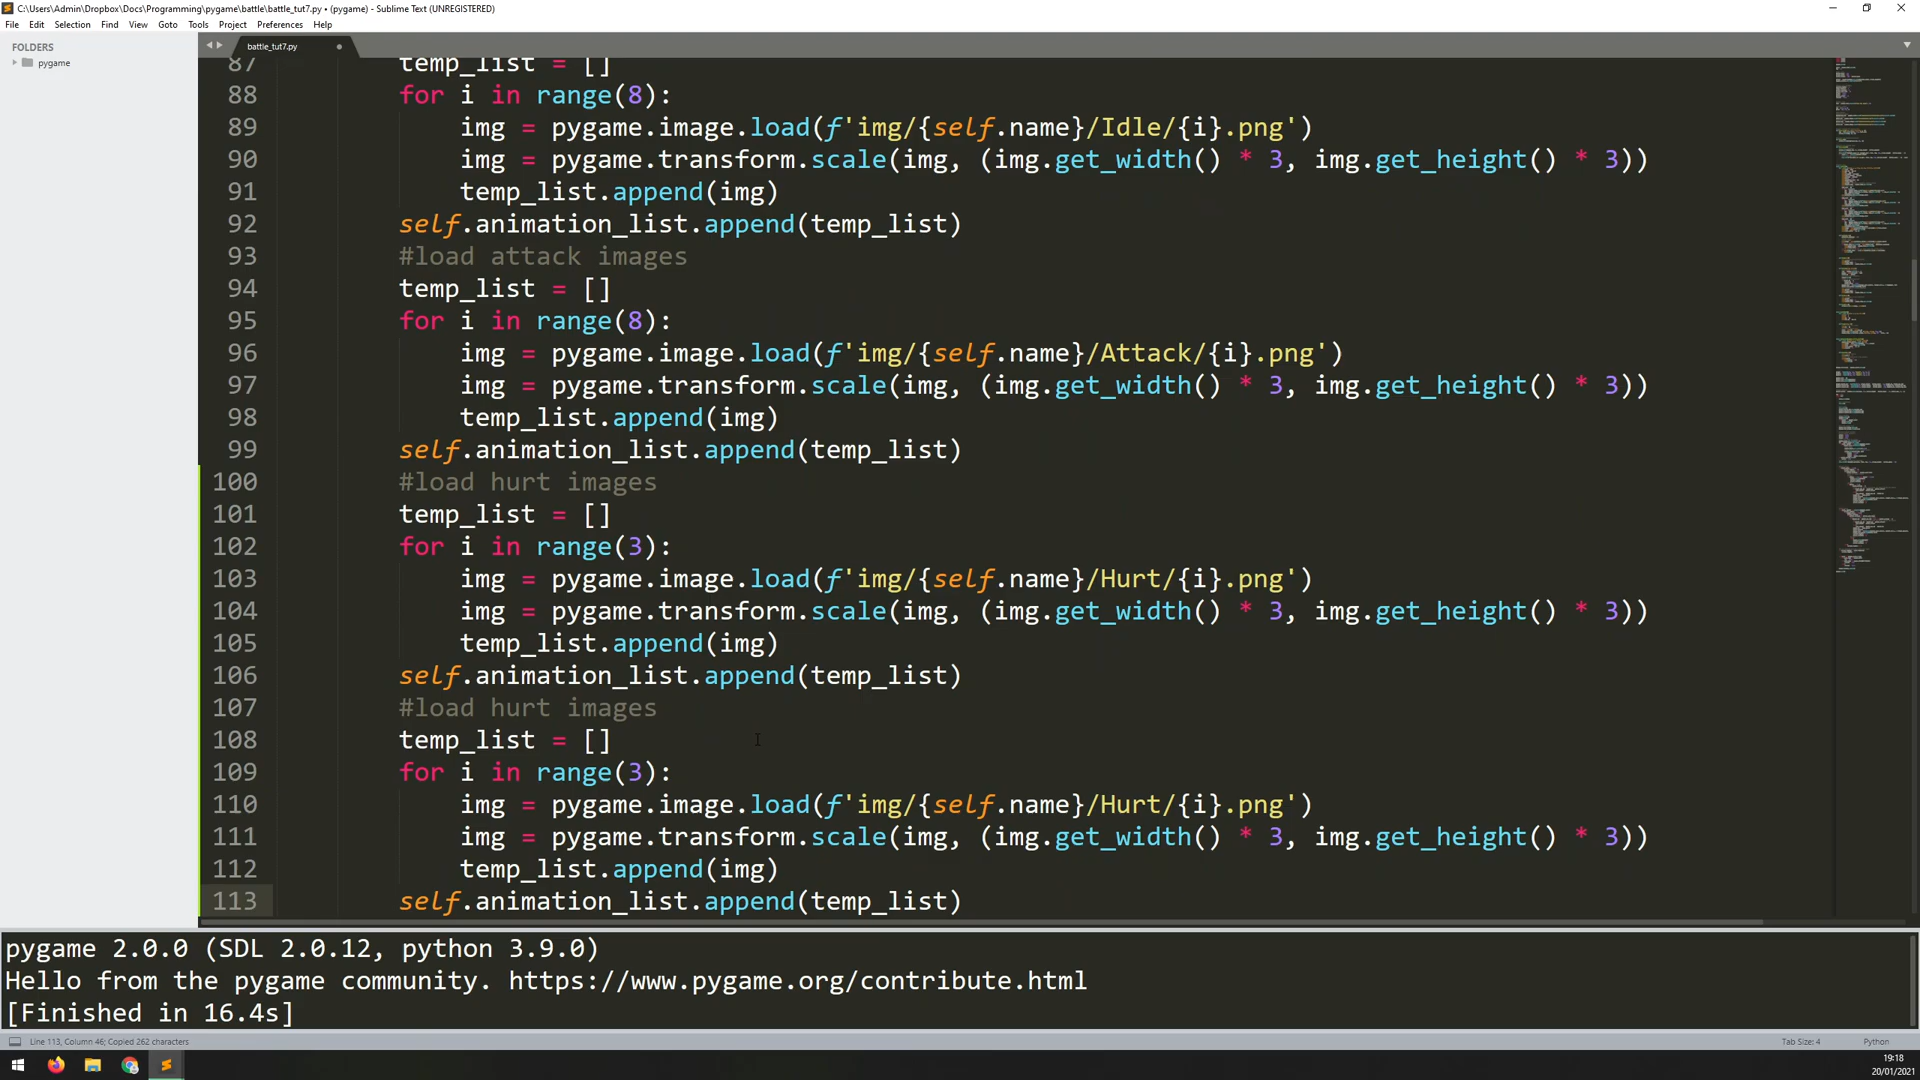 C:\Users\Admin\Dropbox\Docs\Programming\pygame\battle\battle_tut7.py • (pygame) - Sublime Text (UNREGISTERED)
File Edit Selection Find View Goto Tools Project Preferences Help
FOLDERS
pygame
battle_tut7.py
87 temp_list = []
88 for i in range(8):
89 img = pygame.image.load(f'img/{self.name}/Idle/{i}.png')
90 img = pygame.transform.scale(img, (img.get_width() * 3, img.get_height() * 3))
91 temp_list.append(img)
92 self.animation_list.append(temp_list)
93 #load attack images
94 temp_list = []
95 for i in range(8):
96 img = pygame.image.load(f'img/{self.name}/Attack/{i}.png')
97 img = pygame.transform.scale(img, (img.get_width() * 3, img.get_height() * 3))
98 temp_list.append(img)
99 self.animation_list.append(temp_list)
100 #load hurt images
101 temp_list = []
102 for i in range(3):
103 img = pygame.image.load(f'img/{self.name}/Hurt/{i}.png')
104 img = pygame.transform.scale(img, (img.get_width() * 3, img.get_height() * 3))
105 temp_list.append(img)
106 self.animation_list.append(temp_list)
107 #load hurt images
108 temp_list = []
109 for i in range(3):
110 img = pygame.image.load(f'img/{self.name}/Hurt/{i}.png')
111 img = pygame.transform.scale(img, (img.get_width() * 3, img.get_height() * 3))
112 temp_list.append(img)
113 self.animation_list.append(temp_list)
pygame 2.0.0 (SDL 2.0.12, python 3.9.0)
Hello from the pygame community. https://www.pygame.org/contribute.html
[Finished in 16.4s]
Line 113, Column 46; Copied 262 characters
Tab Size: 4 Python
19:18
20/01/2021